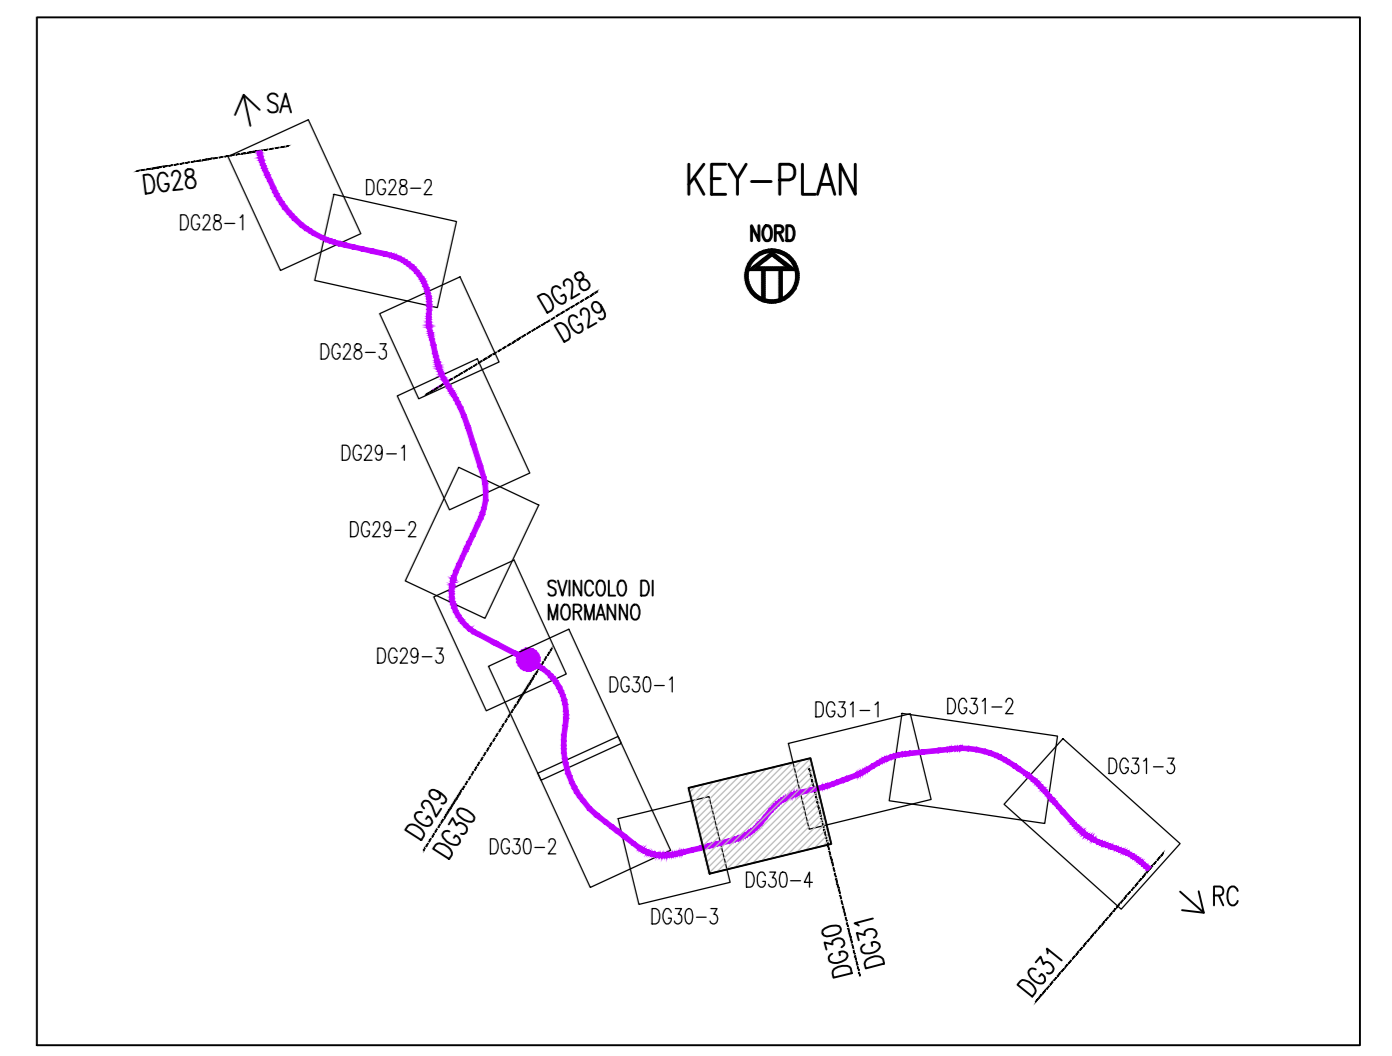 SA
KEY-PLAN
NORD
DG28
DG28-1
DG28-2
DG28
DG29
DG28-3
DG29-1
DG29-2
SVINCOLO DI
MORMANNO
DG29-3
DG30-1
DG29
DG30
DG30-2
DG30-3
DG30-4
DG31-1
DG31-2
DG31-3
DG30
DG31
RC
DG31